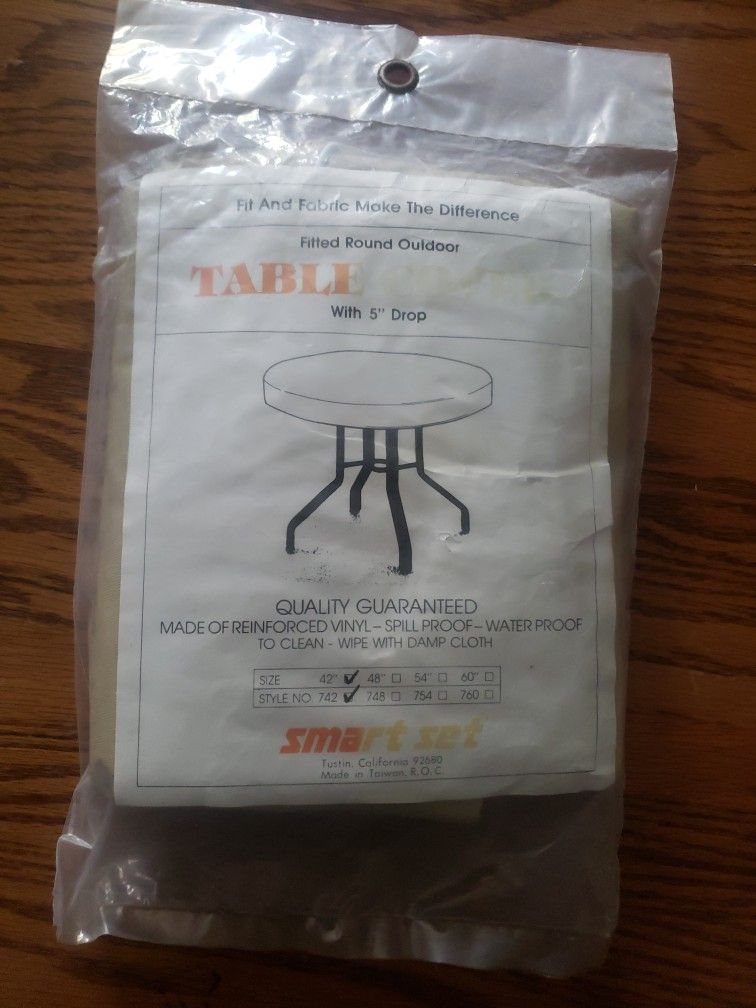 Fit And Fabric Make The Difference
Fitted Round Outdoor
TABLE
With 5" Drop
QUALITY GUARANTEED
MADE OF REINFORCED VINYL – SPILL PROOF – WATER PROOF
TO CLEAN - WIPE WITH DAMP CLOTH
SIZE 42" ☑ 48" ☐ 54" ☐ 60" ☐
STYLE NO. 742 ☑ 748 ☐ 754 ☐ 760 ☐
smart set
Tustin, California 92680
Made in Taiwan, R.O.C.